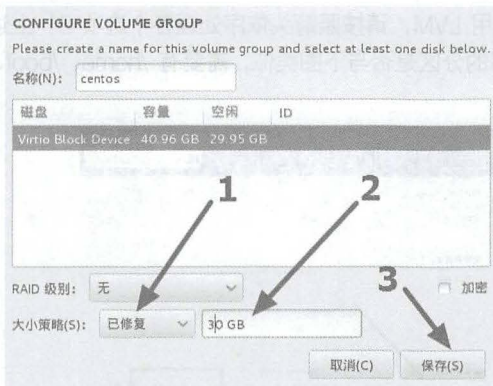 CONFIGURE VOLUME GROUP
Please create a name for this volume group and select at least one disk below.
名称(N): centos
磁盘 容量 空闲 ID
Virtio Block Device 40.96 GB 29.95 GB
1
2
3
RAID 级别: 无
加密
大小策略(S): 已修复 30 GB
取消(C) 保存(S)